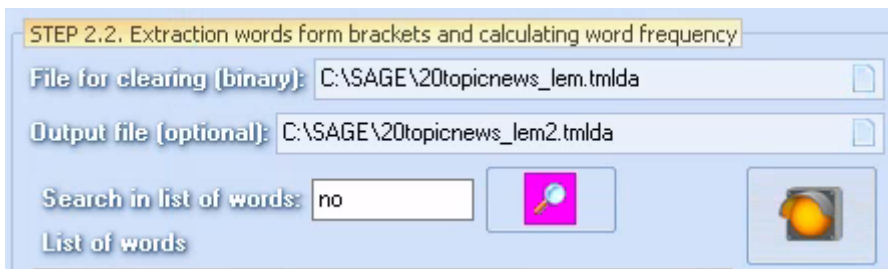 STEP 2.2. Extraction words form brackets and calculating word frequency
File for clearing (binary): C:\SAGE\20topicnews_lem.tmlda
Output file (optional): C:\SAGE\20topicnews_lem2.tmlda
Search in list of words: no
List of words